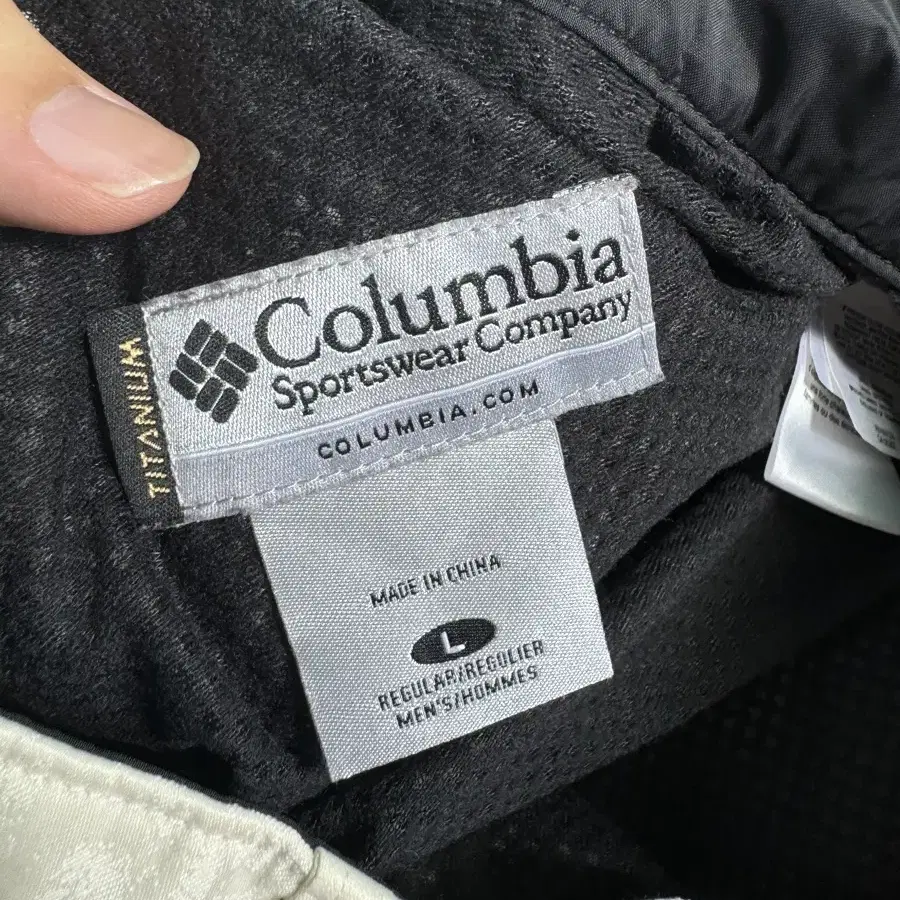 TITANIUM
Columbia
Sportswear Company
COLUMBIA.COM
MADE IN CHINA
L
REGULAR/REGULIER
MEN'S/HOMMES